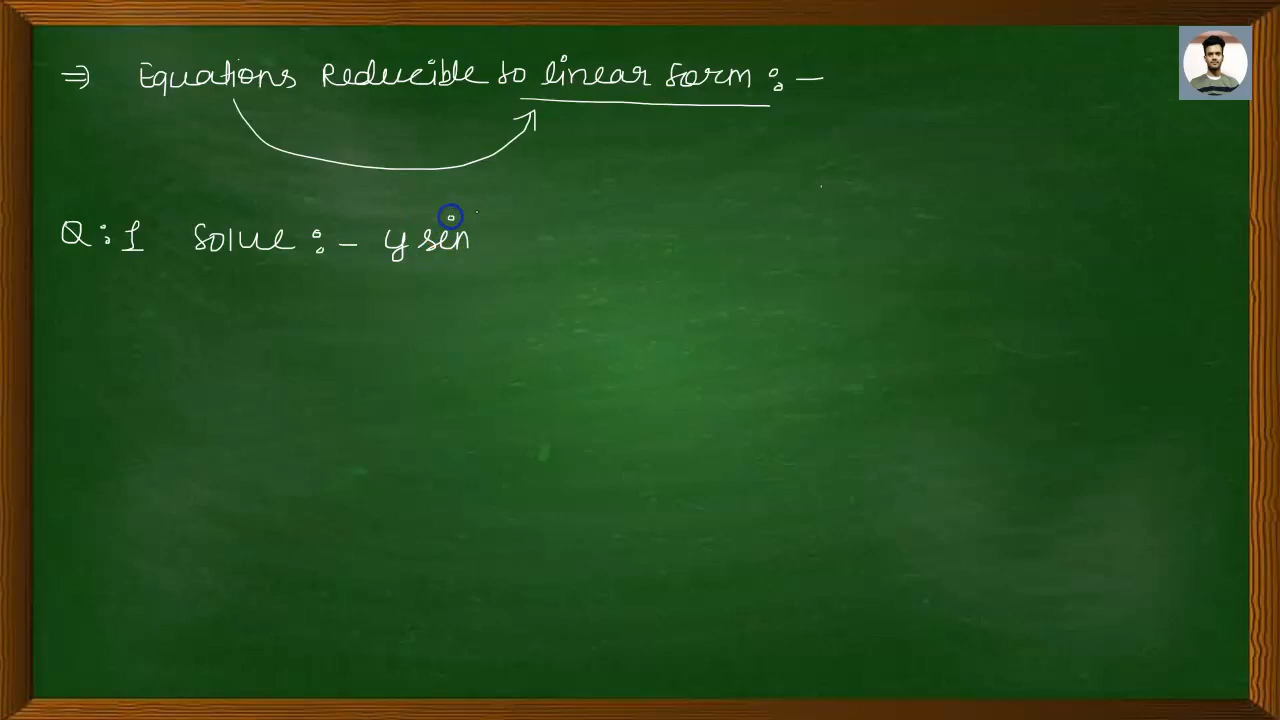 ⇒ Equations Reducible to linear form :-
Q:1 Solve :- y sin